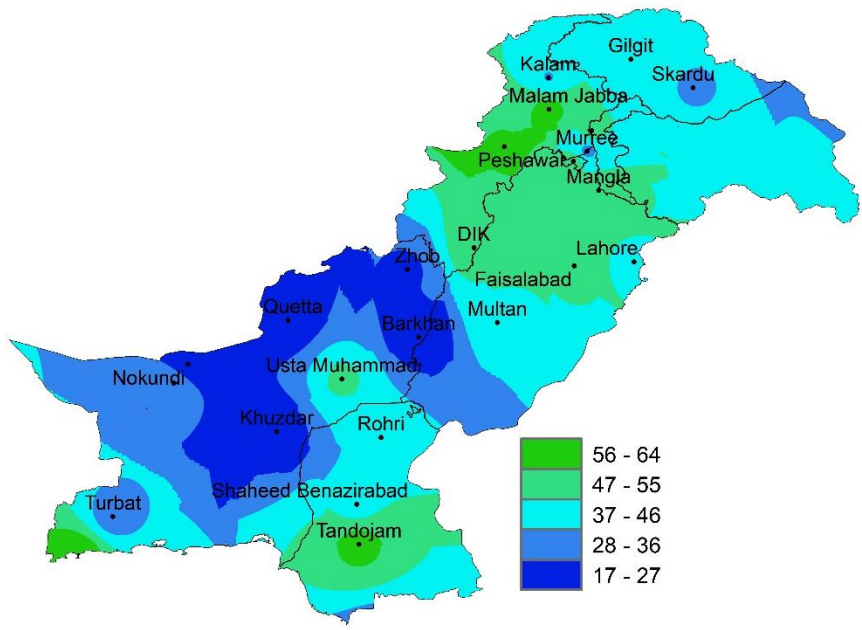 Gilgit
Kalam
Skardu
Malam Jabba
Murree
Peshawar
Mangla
DIK
Zhob
Lahore
Faisalabad
Quetta
Multan
Barkhan
Usta Muhammad
Nokundi
Khuzdar
Rohri
Shaheed Benazirabad
Turbat
Tandojam
56 - 64
47 - 55
37 - 46
28 - 36
17 - 27